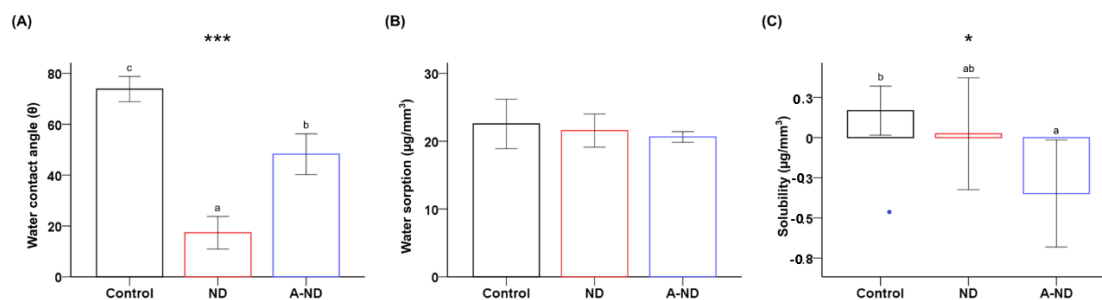 (A)
***
Water contact angle (θ)
80
60
40
20
0
c
a
b
Control
ND
A-ND
(B)
Water sorption (μg/mm³)
30
20
10
0
Control
ND
A-ND
(C)
*
Solubility (μg/mm³)
0.3
0
-0.3
-0.5
-0.8
b
ab
a
Control
ND
A-ND